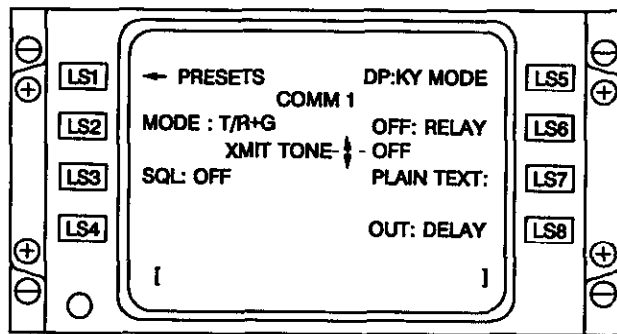 LS1 ← PRESETS DP:KY MODE LS5
COMM 1
LS2 MODE : T/R+G OFF: RELAY LS6
XMIT TONE- - OFF
LS3 SQL: OFF PLAIN TEXT: LS7
LS4 OUT: DELAY LS8
[ ]